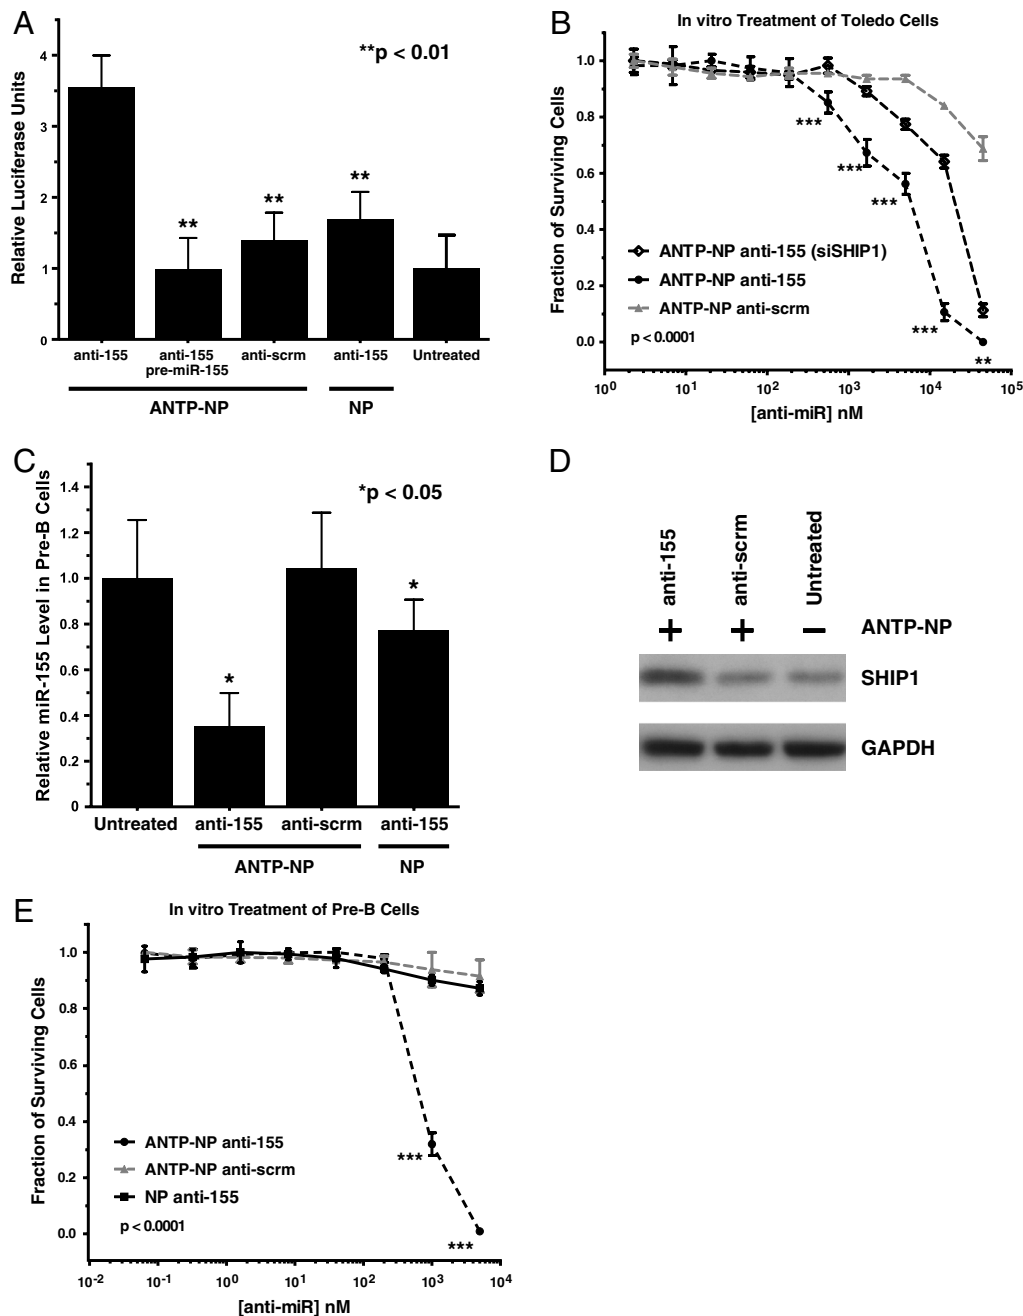 A
Relative Luciferase Units
4
3
2
1
0
**p < 0.01
**
**
**
anti-155
anti-155
pre-miR-155
anti-scrm
anti-155
Untreated
ANTP-NP
NP
B
In vitro Treatment of Toledo Cells
Fraction of Surviving Cells
1.0
0.8
0.6
0.4
0.2
0.0
***
***
***
***
**
ANTP-NP anti-155 (siSHIP1)
ANTP-NP anti-155
ANTP-NP anti-scrm
p < 0.0001
10⁰
10¹
10²
10³
10⁴
10⁵
[anti-miR] nM
C
Relative miR-155 Level in Pre-B Cells
1.4
1.2
1.0
0.8
0.6
0.4
0.2
0
*p < 0.05
*
*
Untreated
anti-155
anti-scrm
anti-155
ANTP-NP
NP
D
anti-155
anti-scrm
Untreated
+
+
−
ANTP-NP
SHIP1
GAPDH
E
In vitro Treatment of Pre-B Cells
Fraction of Surviving Cells
1.0
0.8
0.6
0.4
0.2
0.0
***
***
ANTP-NP anti-155
ANTP-NP anti-scrm
NP anti-155
p < 0.0001
10⁻²
10⁻¹
10⁰
10¹
10²
10³
10⁴
[anti-miR] nM